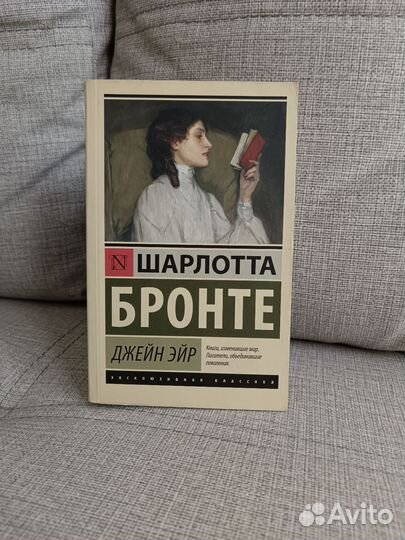 N
ШАРЛОТТА
БРОНТЕ
ДЖЕЙН ЭЙР
Книги, изменившие мир.
Писатели, объединившие
поколения.
эксклюзивная классика
Avito